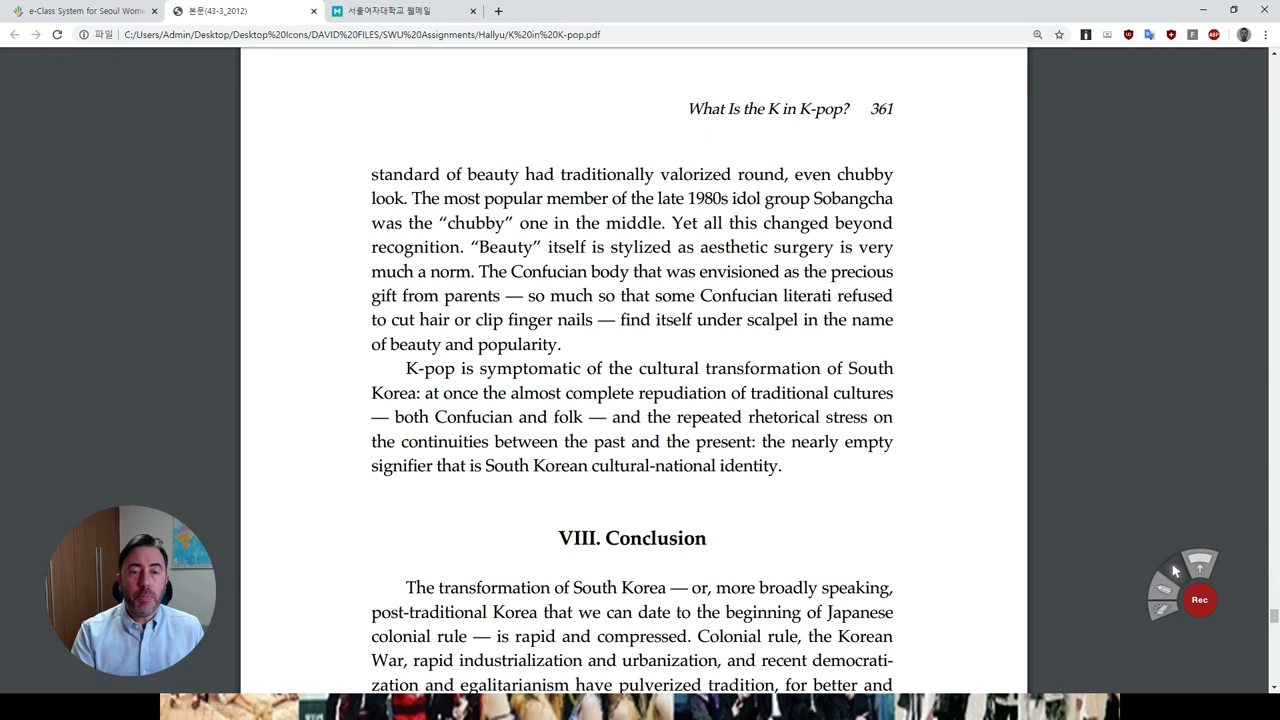 e-Class System for Seoul Wome
본문(43-3_2012)
서울여자대학교 웹메일
파일
C:/Users/Admin/Desktop/Desktop%20Icons/DAVID%20FILES/SWU%20Assignments/Hallyu/K%20in%20K-pop.pdf
What Is the K in K-pop? 361
standard of beauty had traditionally valorized round, even chubby
look. The most popular member of the late 1980s idol group Sobangcha
was the “chubby” one in the middle. Yet all this changed beyond
recognition. “Beauty” itself is stylized as aesthetic surgery is very
much a norm. The Confucian body that was envisioned as the precious
gift from parents — so much so that some Confucian literati refused
to cut hair or clip finger nails — find itself under scalpel in the name
of beauty and popularity.
K-pop is symptomatic of the cultural transformation of South
Korea: at once the almost complete repudiation of traditional cultures
— both Confucian and folk — and the repeated rhetorical stress on
the continuities between the past and the present: the nearly empty
signifier that is South Korean cultural-national identity.
VIII. Conclusion
The transformation of South Korea — or, more broadly speaking,
post-traditional Korea that we can date to the beginning of Japanese
colonial rule — is rapid and compressed. Colonial rule, the Korean
War, rapid industrialization and urbanization, and recent democrati-
zation and egalitarianism have pulverized tradition, for better and
Rec